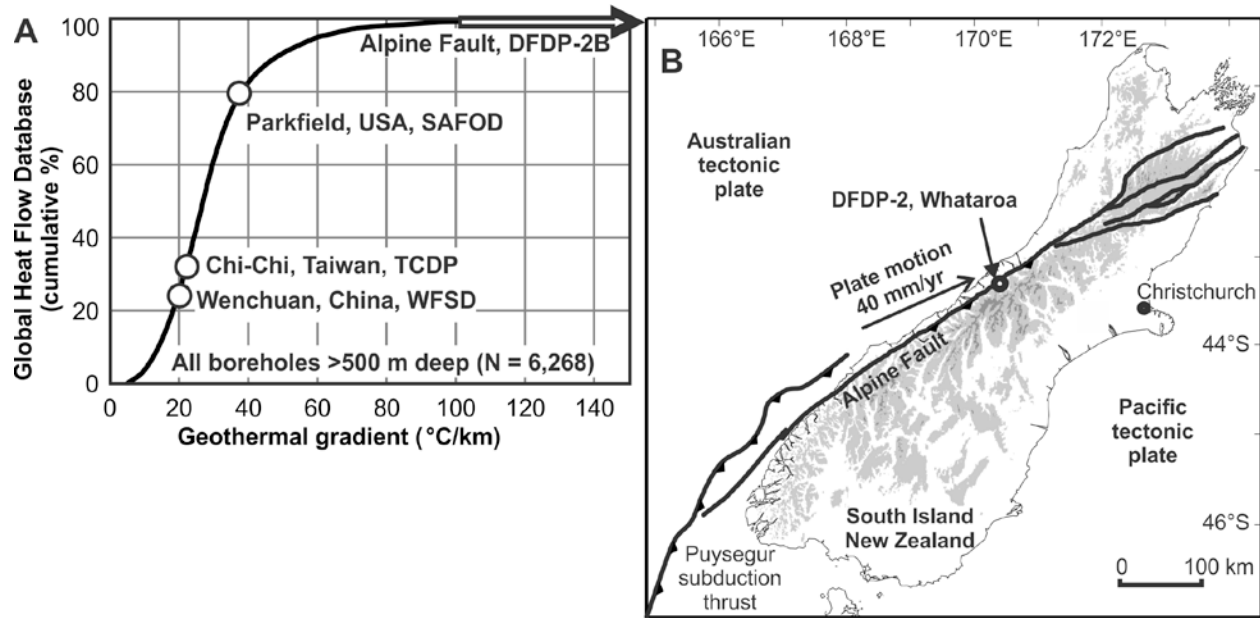 A
Global Heat Flow Database
(cumulative %)
100
80
60
40
20
0
Alpine Fault, DFDP-2B
Parkfield, USA, SAFOD
Chi-Chi, Taiwan, TCDP
Wenchuan, China, WFSD
All boreholes >500 m deep (N = 6,268)
0 20 40 60 80 100 120 140
Geothermal gradient (°C/km)
B
166°E 168°E 170°E 172°E
Australian
tectonic
plate
DFDP-2, Whataroa
Plate motion
40 mm/yr
Christchurch
44°S
Alpine Fault
Pacific
tectonic
plate
46°S
South Island
New Zealand
Puysegur
subduction
thrust
0 100 km